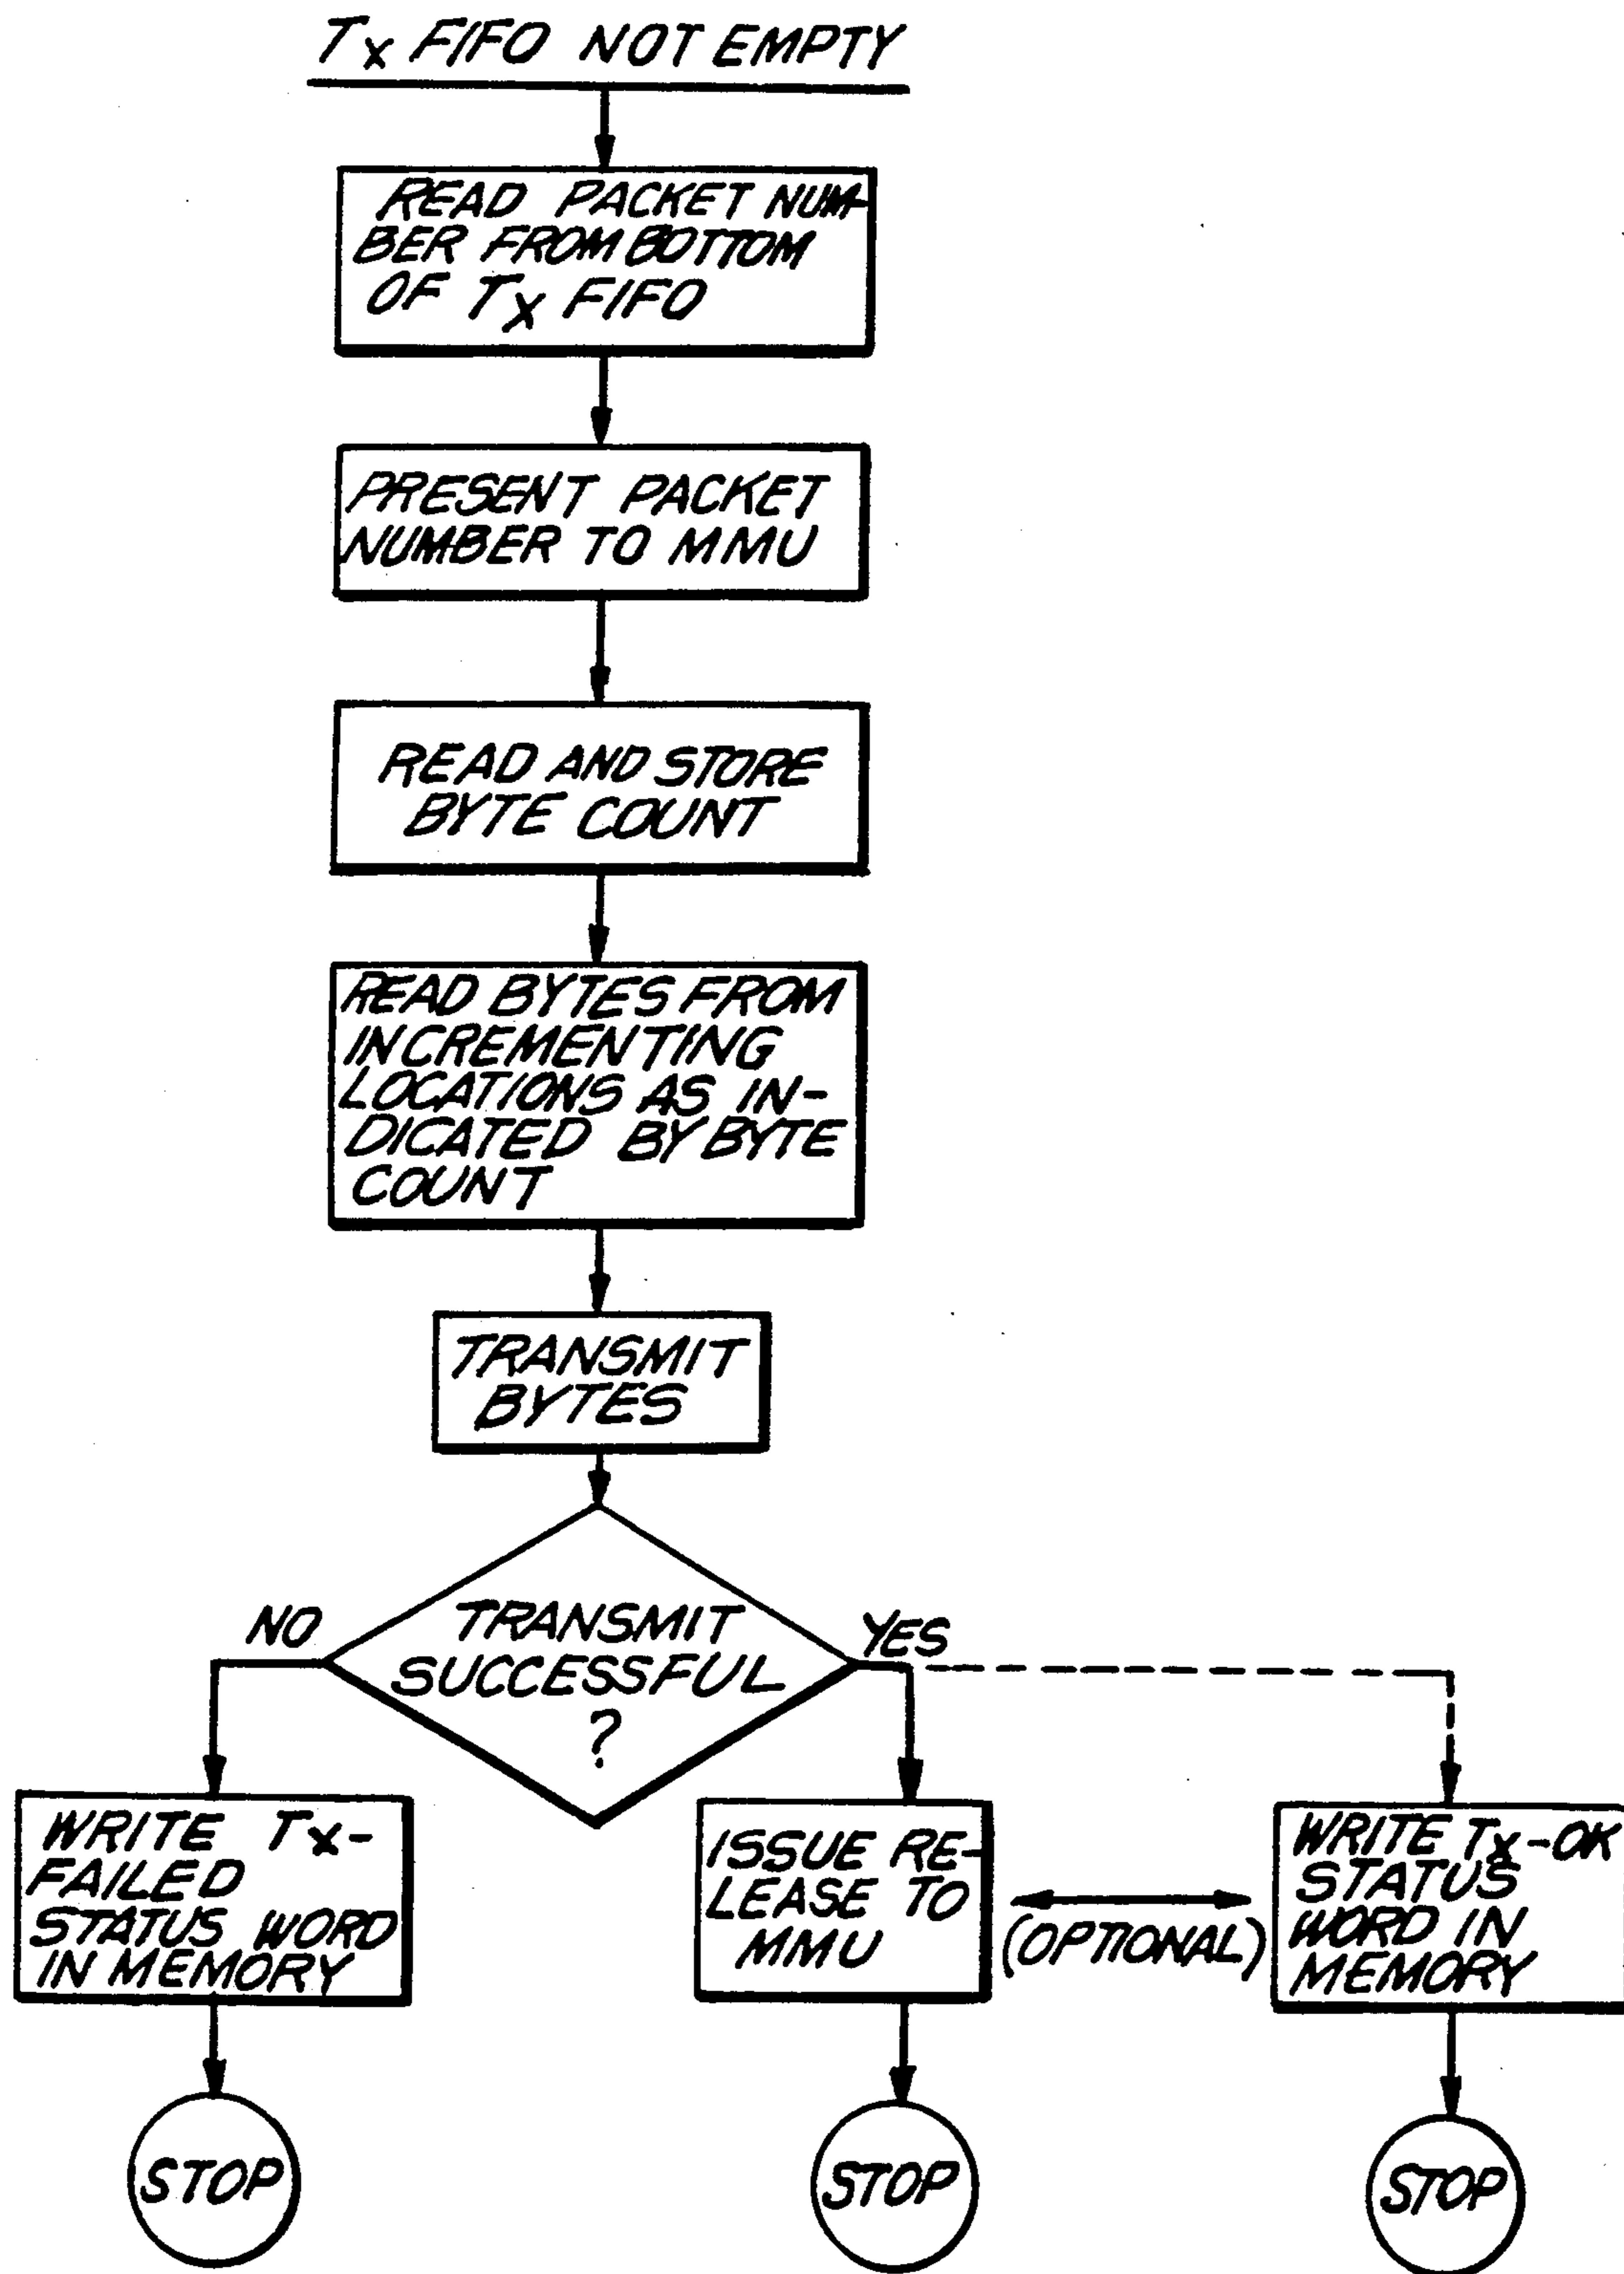 Tx FIFO NOT EMPTY
READ PACKET NUM-
BER FROM BOTTOM
OF Tx FIFO
PRESENT PACKET
NUMBER TO MMU
READ AND STORE
BYTE COUNT
READ BYTES FROM
INCREMENTING
LOCATIONS AS IN-
DICATED BY BYTE
COUNT
TRANSMIT
BYTES
NO
TRANSMIT
SUCCESSFUL
?
YES
WRITE Tx-
FAILED
STATUS WORD
IN MEMORY
ISSUE RE-
LEASE TO
MMU
(OPTIONAL)
WRITE Tx-OK
STATUS
WORD IN
MEMORY
STOP
STOP
STOP